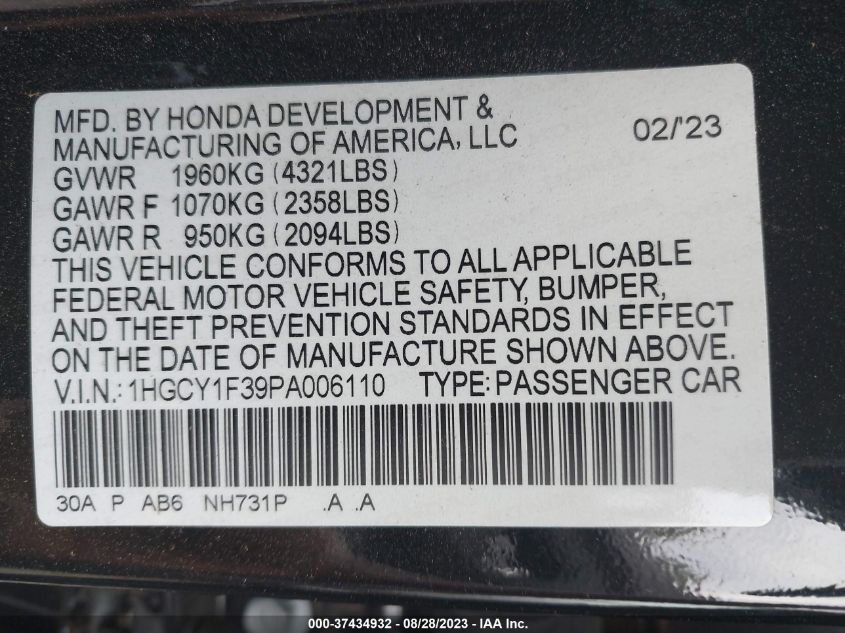 MFD. BY HONDA DEVELOPMENT &
MANUFACTURING OF AMERICA, LLC 02/'23
GVWR 1960KG (4321LBS)
GAWR F 1070KG (2358LBS)
GAWR R 950KG (2094LBS)
THIS VEHICLE CONFORMS TO ALL APPLICABLE
FEDERAL MOTOR VEHICLE SAFETY, BUMPER,
AND THEFT PREVENTION STANDARDS IN EFFECT
ON THE DATE OF MANUFACTURE SHOWN ABOVE.
V.I.N.: 1HGCY1F39PA006110 TYPE: PASSENGER CAR
30A P AB6 NH731P .A .A
000-37434932 - 08/28/2023 - IAA Inc.